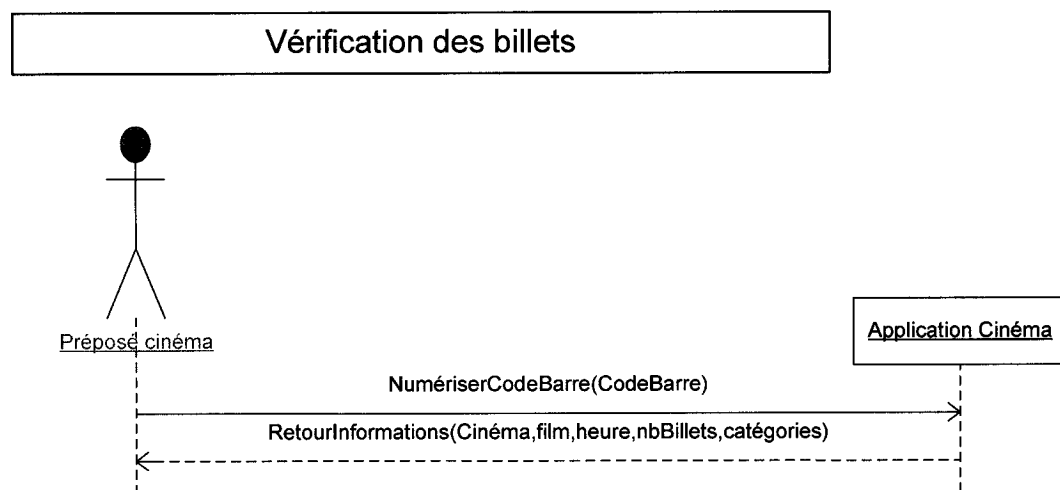 Vérification des billets
Préposé cinéma
Application Cinéma
NumériserCodeBarre(CodeBarre)
RetourInformations(Cinéma,film,heure,nbBillets,catégories)